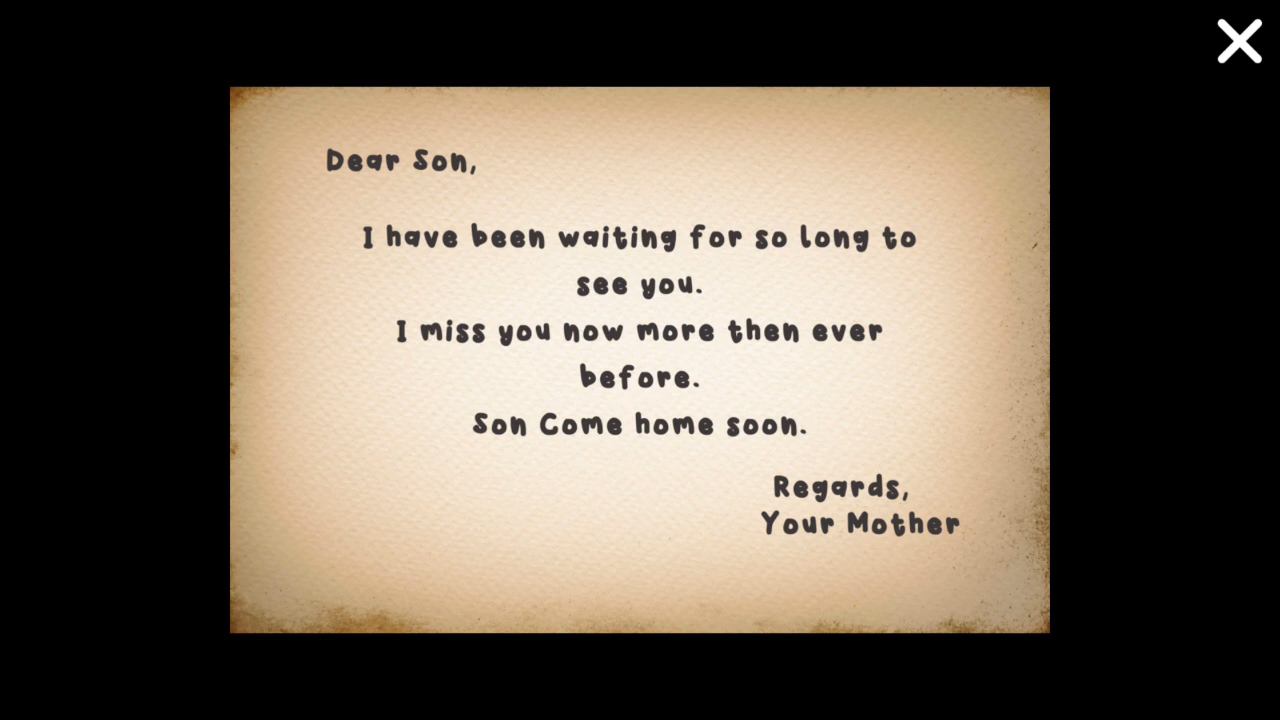 Dear Son,
I have been waiting for so long to
see you.
I miss you now more then ever
before.
Son Come home soon.
Regards,
Your Mother